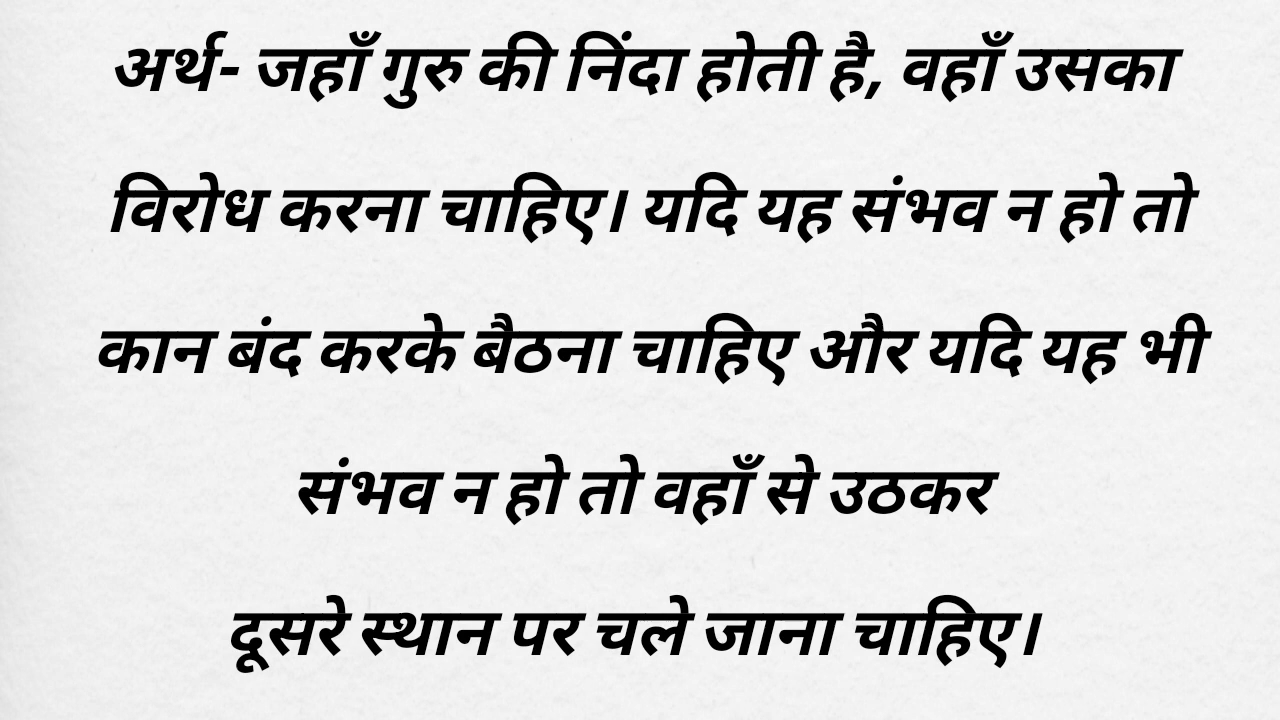 अर्थ- जहाँ गुरु की निंदा होती है, वहाँ उसका
विरोध करना चाहिए। यदि यह संभव न हो तो
कान बंद करके बैठना चाहिए और यदि यह भी
संभव न हो तो वहाँ से उठकर
दूसरे स्थान पर चले जाना चाहिए।